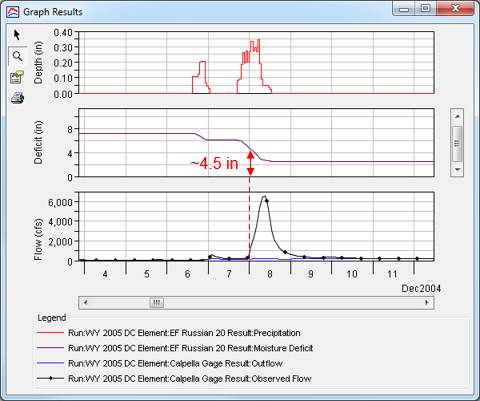 Graph Results
0.40
0.30
0.20
0.10
0.00
Depth (in)
8
4
0
Deficit (in)
~4.5 in
6,000
4,000
2,000
0
Flow (cfs)
4 5 6 7 8 9 10 11
Dec2004
Legend
Run:WY 2005 DC Element:EF Russian 20 Result:Precipitation
Run:WY 2005 DC Element:EF Russian 20 Result:Moisture Deficit
Run:WY 2005 DC Element:Calpella Gage Result:Outflow
Run:WY 2005 DC Element:Calpella Gage Result:Observed Flow